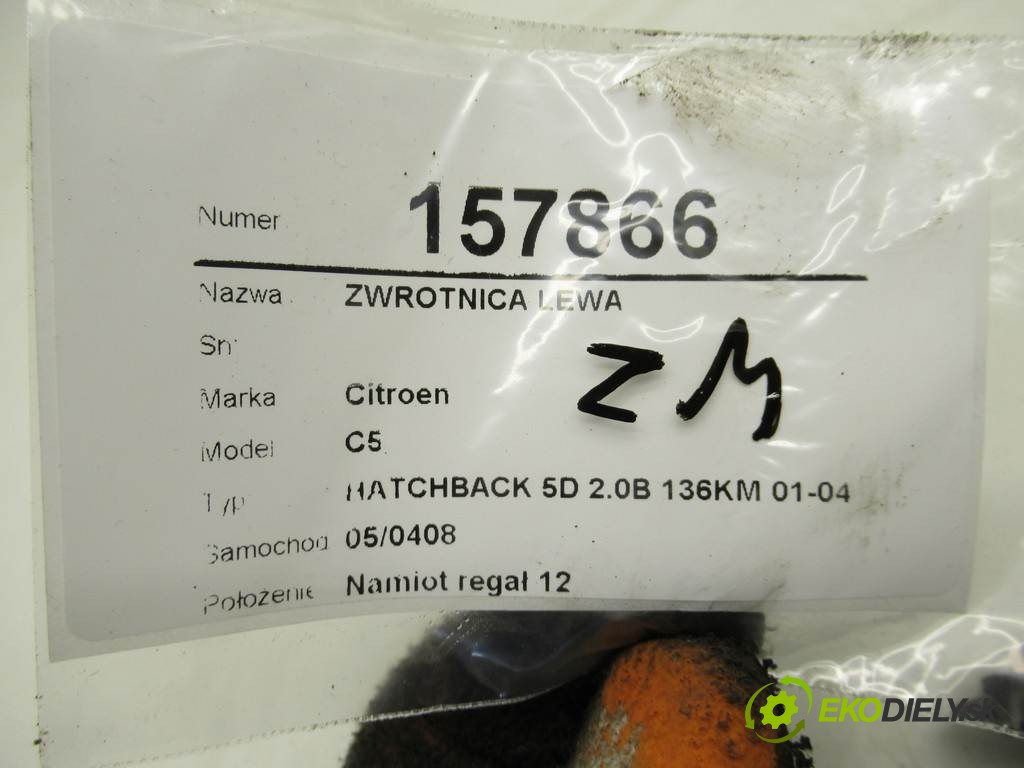 Numer 157866
Nazwa ZWROTNICA LEWA
Sn:
Marka Citroen
Model C5
Typ HATCHBACK 5D 2.0B 136KM 01-04
Samochod 05/0408
Położenie Namiot regał 12
ZM
EKODIELY.SK